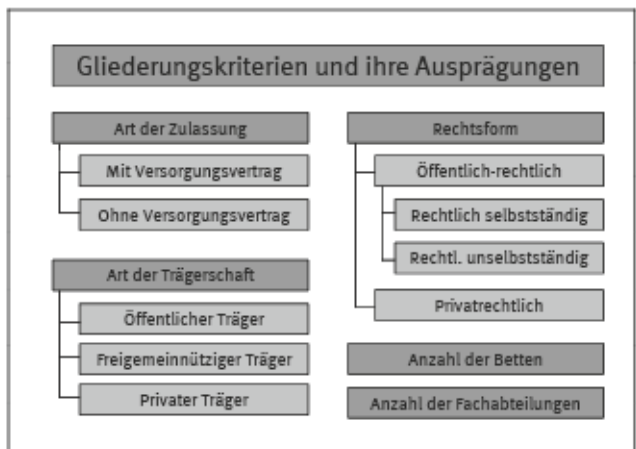 Gliederungskriterien und ihre Ausprägungen
Art der Zulassung
Mit Versorgungsvertrag
Ohne Versorgungsvertrag
Art der Trägerschaft
Öffentlicher Träger
Freigemeinnütziger Träger
Privater Träger
Rechtsform
Öffentlich-rechtlich
Rechtlich selbstständig
Rechtl. unselbstständig
Privatrechtlich
Anzahl der Betten
Anzahl der Fachabteilungen